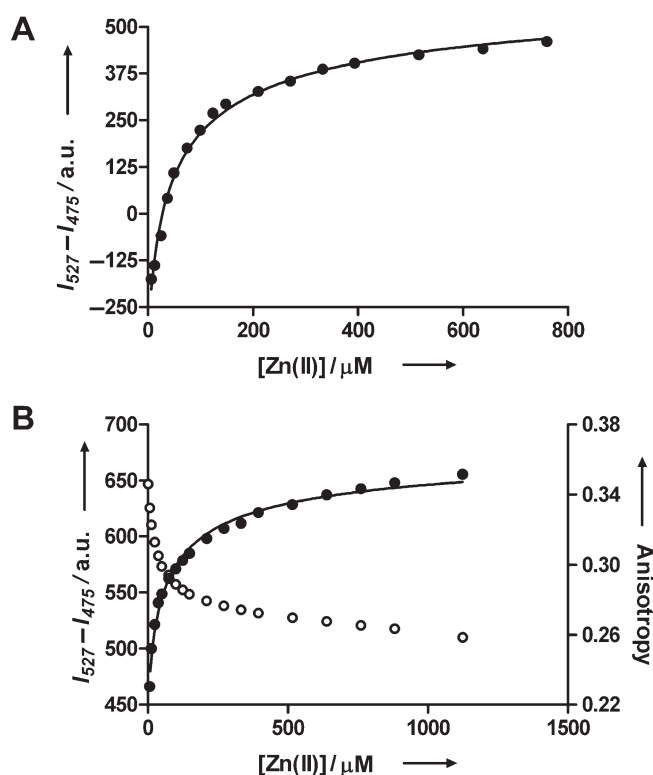 A
500
375
250
125
0
–125
–250
I527 – I475 / a.u.
0 200 400 600 800
[Zn(II)] / μM
B
700
650
600
550
500
450
I527 – I475 / a.u.
0.38
0.34
0.30
0.26
0.22
Anisotropy
0 500 1000 1500
[Zn(II)] / μM